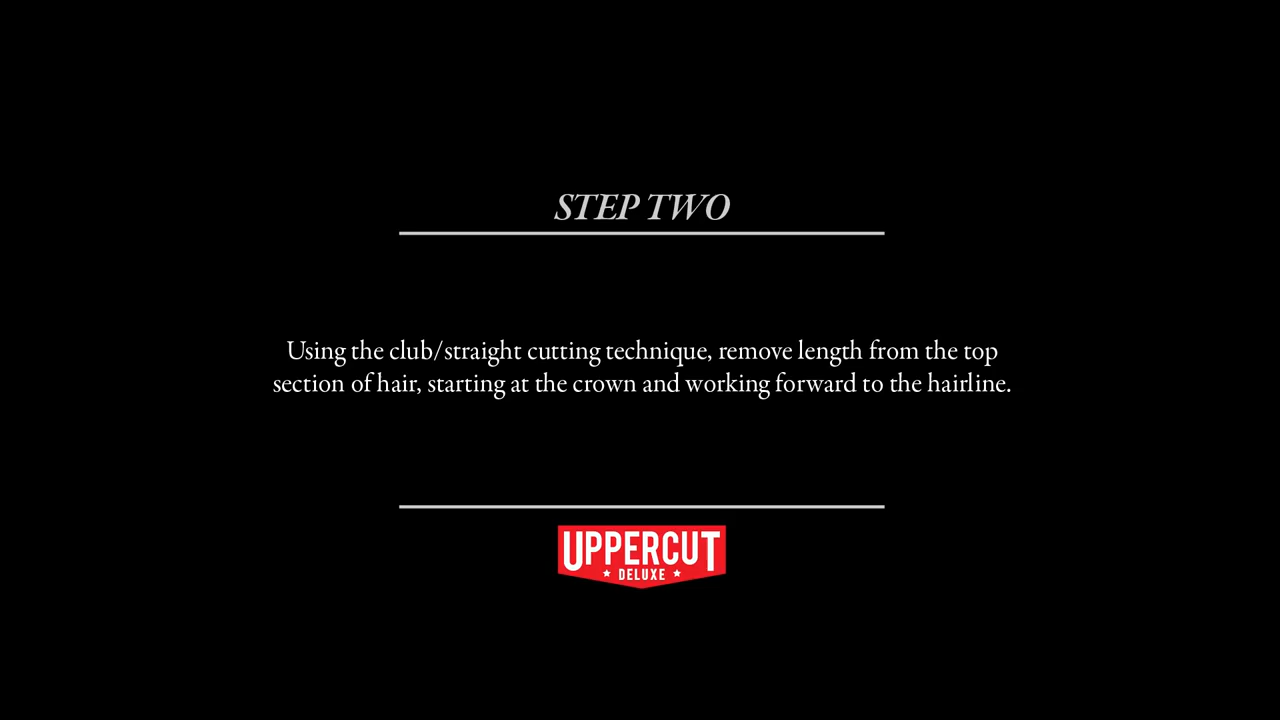 STEP TWO
Using the club/straight cutting technique, remove length from the top
section of hair, starting at the crown and working forward to the hairline.
UPPERCUT
DELUXE